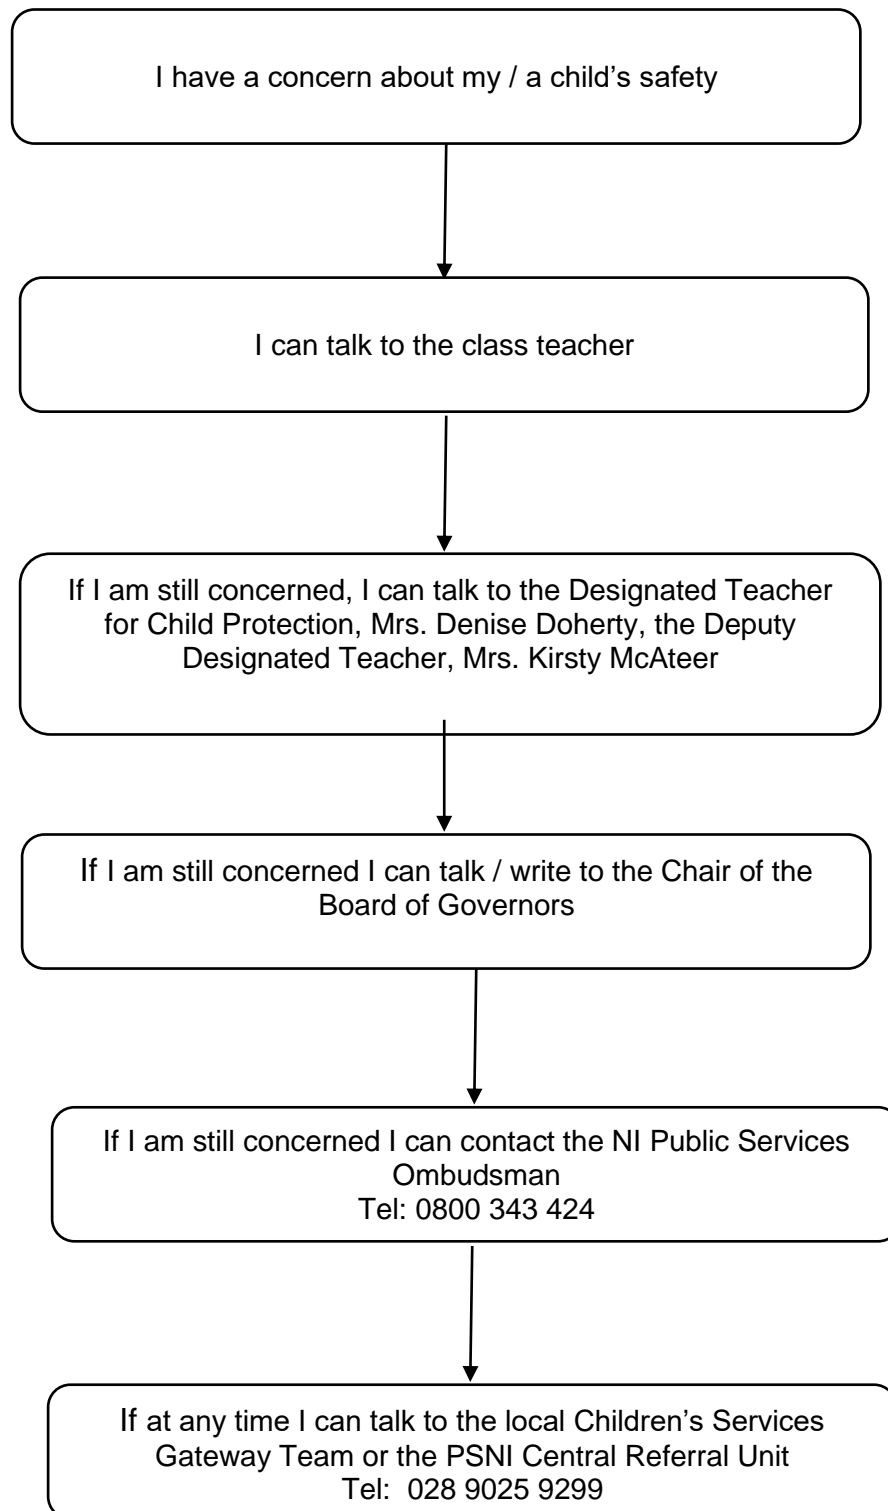 I have a concern about my / a child’s safety
I can talk to the class teacher
If I am still concerned, I can talk to the Designated Teacher
for Child Protection, Mrs. Denise Doherty, the Deputy
Designated Teacher, Mrs. Kirsty McAteer
If I am still concerned I can talk / write to the Chair of the
Board of Governors
If I am still concerned I can contact the NI Public Services
Ombudsman
Tel: 0800 343 424
If at any time I can talk to the local Children’s Services
Gateway Team or the PSNI Central Referral Unit
Tel:  028 9025 9299